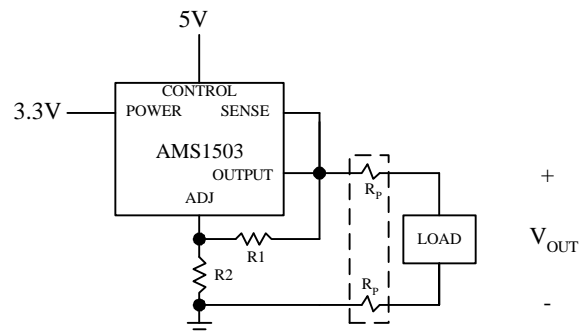 5V
CONTROL
3.3V
POWER SENSE
AMS1503
OUTPUT
R_P
+
ADJ
LOAD
V_OUT
R1
R2
R_P
-